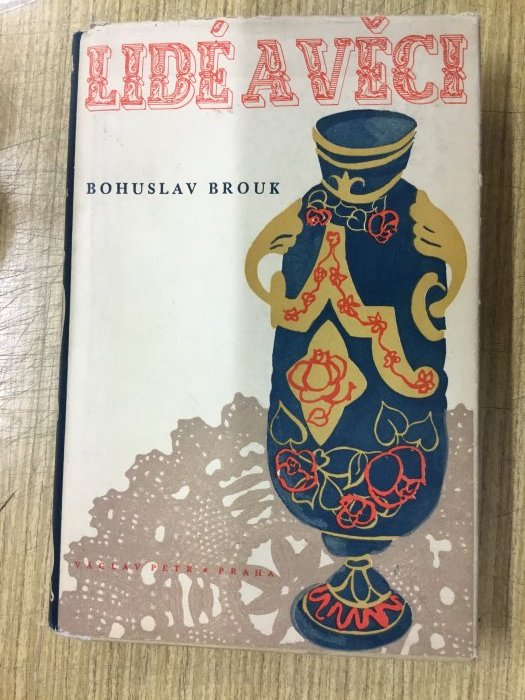 LIDÉ A VĚCI
BOHUSLAV BROUK
VÁCLAV PETR • PRAHA